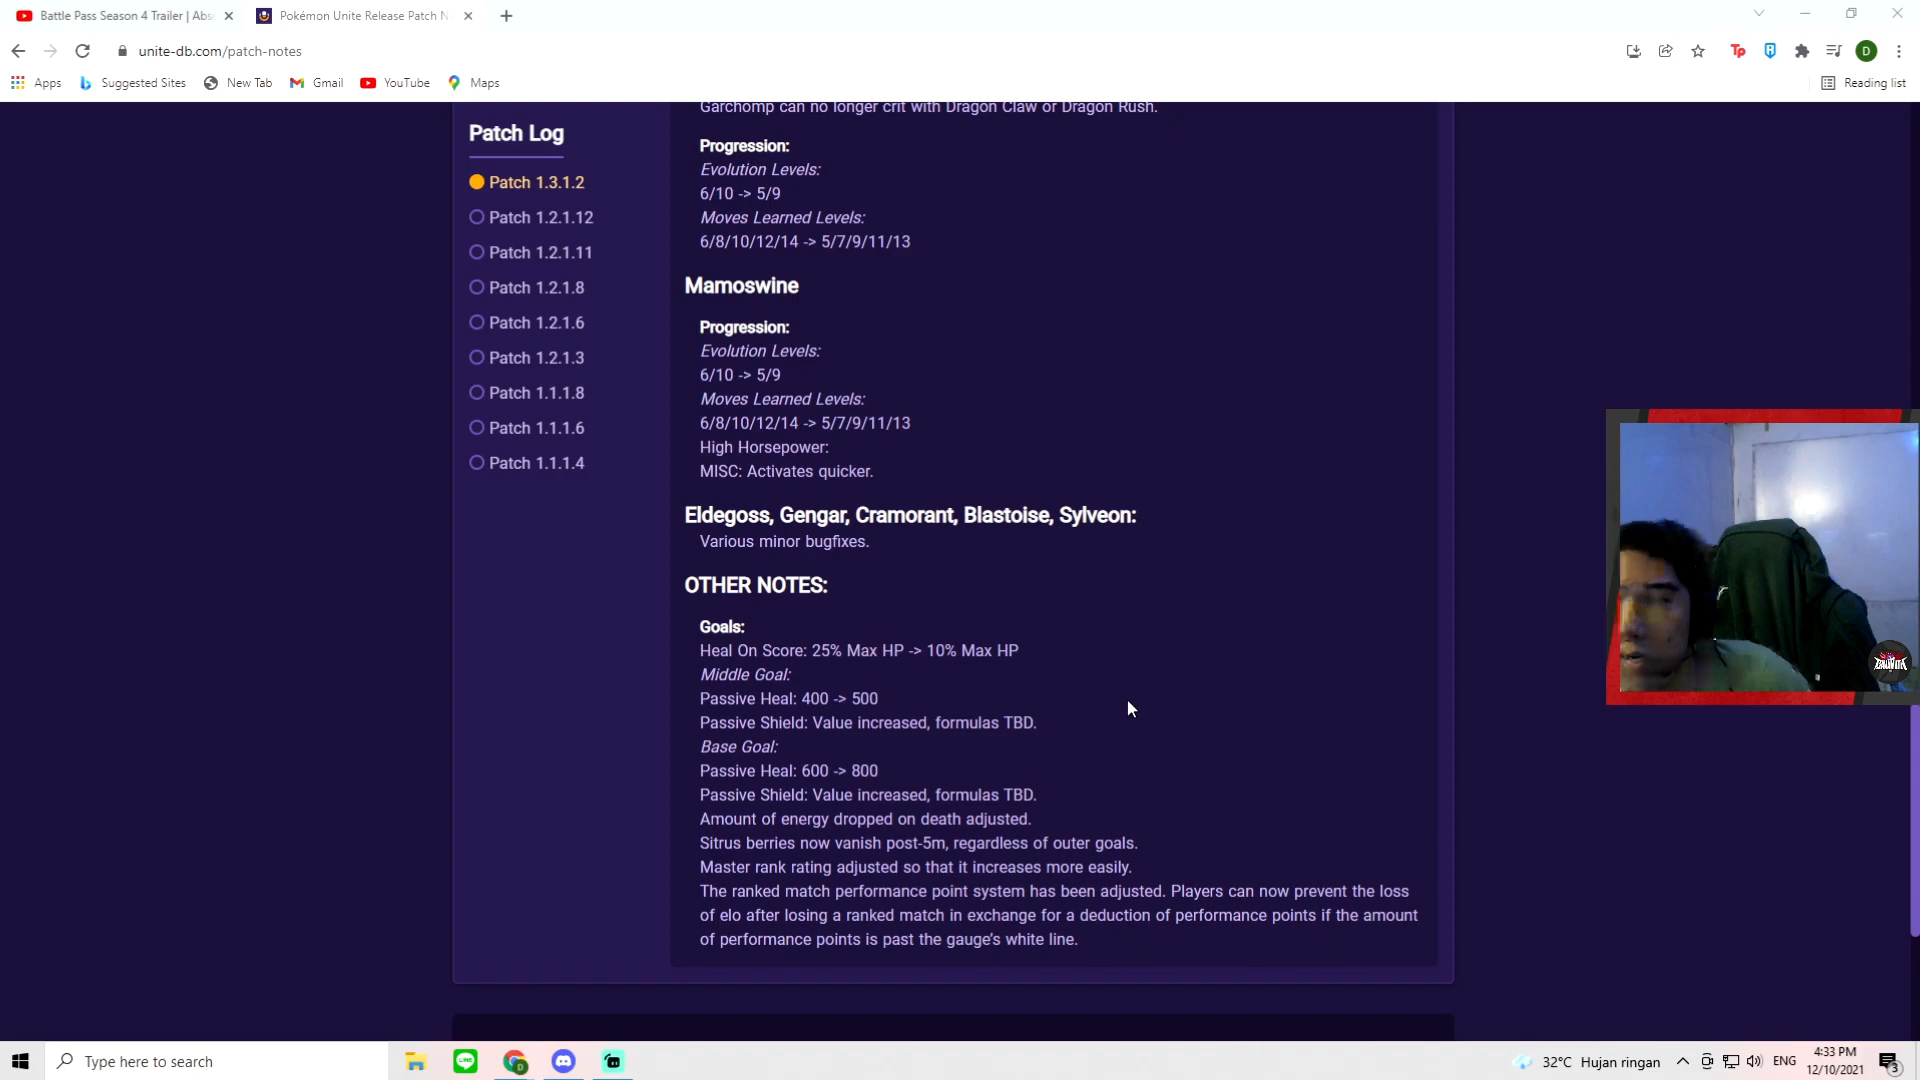 Battle Pass Season 4 Trailer | Abs
Pokémon Unite Release Patch N
unite-db.com/patch-notes
Tp
D
Apps
Suggested Sites
New Tab
Gmail
YouTube
Maps
Reading list
Patch Log
Patch 1.3.1.2
Patch 1.2.1.12
Patch 1.2.1.11
Patch 1.2.1.8
Patch 1.2.1.6
Patch 1.2.1.3
Patch 1.1.1.8
Patch 1.1.1.6
Patch 1.1.1.4
Garchomp can no longer crit with Dragon Claw or Dragon Rush.
Progression:
Evolution Levels:
6/10 -> 5/9
Moves Learned Levels:
6/8/10/12/14 -> 5/7/9/11/13
Mamoswine
Progression:
Evolution Levels:
6/10 -> 5/9
Moves Learned Levels:
6/8/10/12/14 -> 5/7/9/11/13
High Horsepower:
MISC: Activates quicker.
Eldegoss, Gengar, Cramorant, Blastoise, Sylveon:
Various minor bugfixes.
OTHER NOTES:
Goals:
Heal On Score: 25% Max HP -> 10% Max HP
Middle Goal:
Passive Heal: 400 -> 500
Passive Shield: Value increased, formulas TBD.
Base Goal:
Passive Heal: 600 -> 800
Passive Shield: Value increased, formulas TBD.
Amount of energy dropped on death adjusted.
Sitrus berries now vanish post-5m, regardless of outer goals.
Master rank rating adjusted so that it increases more easily.
The ranked match performance point system has been adjusted. Players can now prevent the loss
of elo after losing a ranked match in exchange for a deduction of performance points if the amount
of performance points is past the gauge's white line.
Type here to search
LINE
D
32°C Hujan ringan
ENG
4:33 PM
12/10/2021
3